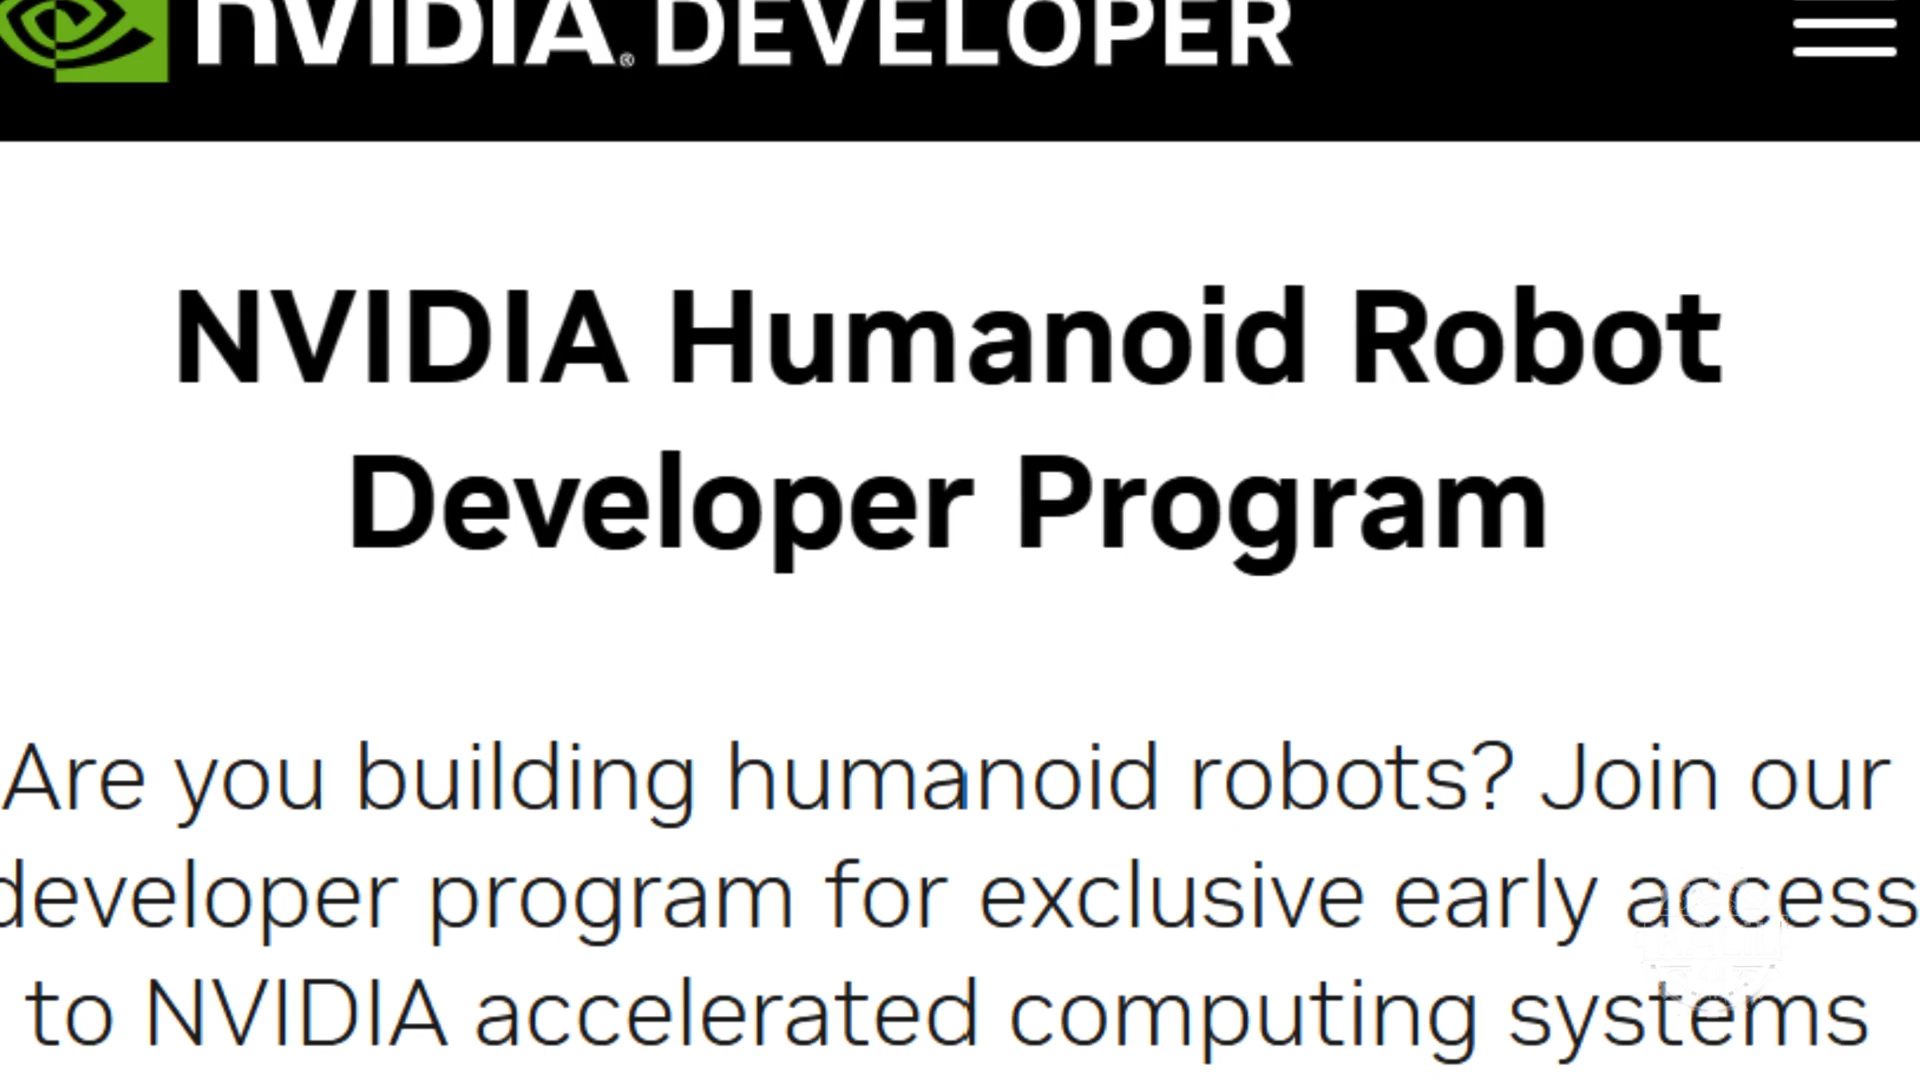 NVIDIA® DEVELOPER
NVIDIA Humanoid Robot
Developer Program
Are you building humanoid robots? Join our
developer program for exclusive early access
to NVIDIA accelerated computing systems